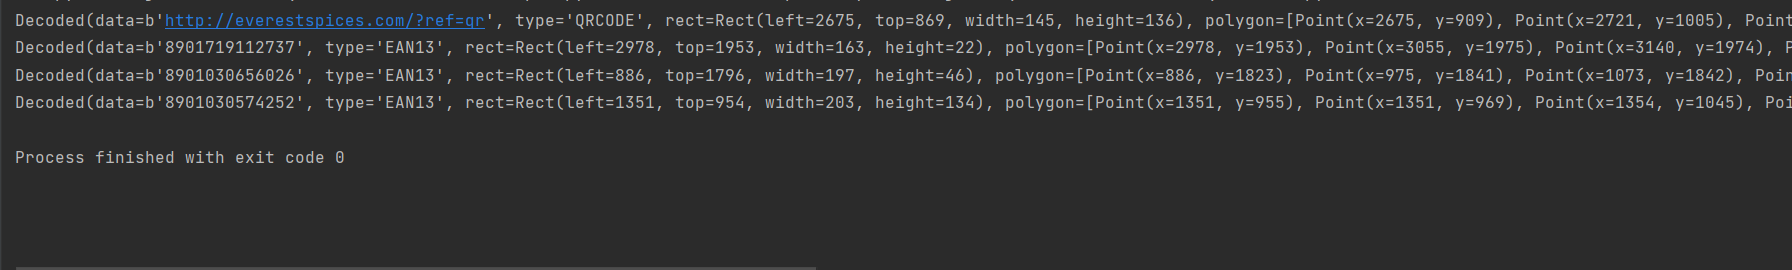 Decoded(data=b'http://everestspices.com/?ref=qr', type='QRCODE', rect=Rect(left=2675, top=869, width=145, height=136), polygon=[Point(x=2675, y=909), Point(x=2721, y=1005), Point
Decoded(data=b'8901719112737', type='EAN13', rect=Rect(left=2978, top=1953, width=163, height=22), polygon=[Point(x=2978, y=1953), Point(x=3055, y=1975), Point(x=3140, y=1974), P
Decoded(data=b'8901030656026', type='EAN13', rect=Rect(left=886, top=1796, width=197, height=46), polygon=[Point(x=886, y=1823), Point(x=975, y=1841), Point(x=1073, y=1842), Poin
Decoded(data=b'8901030574252', type='EAN13', rect=Rect(left=1351, top=954, width=203, height=134), polygon=[Point(x=1351, y=955), Point(x=1351, y=969), Point(x=1354, y=1045), Poi
Process finished with exit code 0